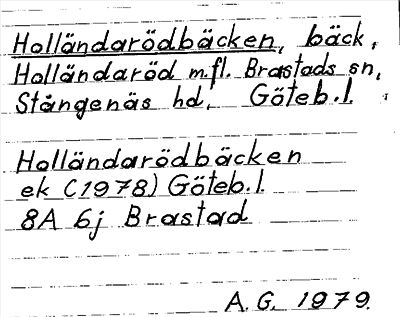 Holländarödbäcken, bäck,
Holländaröd m.fl. Brastads sn,
Stångenäs hd, Göteb.l.
Holländarödbäcken
ek (1978) Göteb.l.
8A 6j Brastad
A.G. 1979.